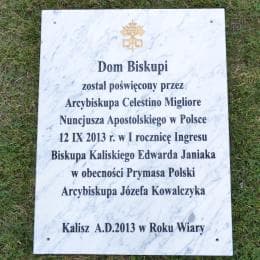 Dom Biskupi
został poświęcony przez
Arcybiskupa Celestino Migliore
Nuncjusza Apostolskiego w Polsce
12 IX 2013 r. w I rocznicę Ingresu
Biskupa Kaliskiego Edwarda Janiaka
w obecności Prymasa Polski
Arcybiskupa Józefa Kowalczyka
Kalisz A.D.2013 w Roku Wiary